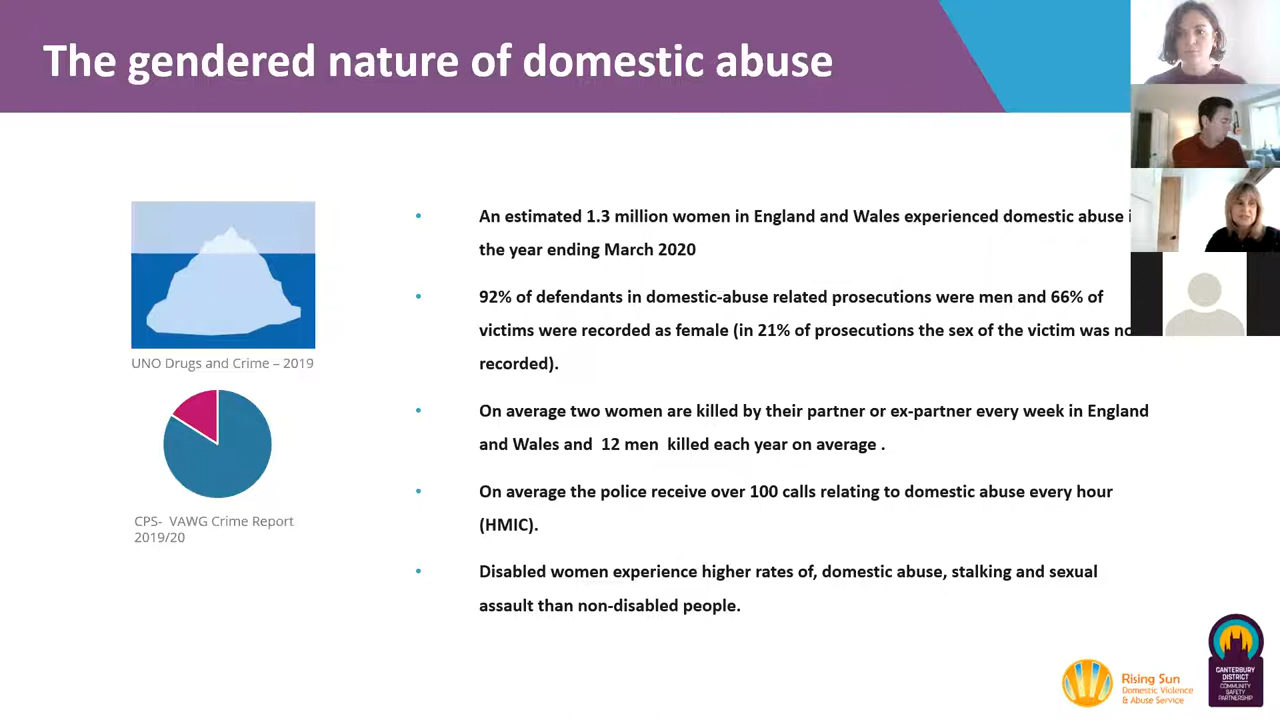 The gendered nature of domestic abuse
• An estimated 1.3 million women in England and Wales experienced domestic abuse i
the year ending March 2020
• 92% of defendants in domestic-abuse related prosecutions were men and 66% of
victims were recorded as female (in 21% of prosecutions the sex of the victim was no
recorded).
• On average two women are killed by their partner or ex-partner every week in England
and Wales and 12 men killed each year on average .
• On average the police receive over 100 calls relating to domestic abuse every hour
(HMIC).
• Disabled women experience higher rates of, domestic abuse, stalking and sexual
assault than non-disabled people.
UNO Drugs and Crime – 2019
CPS- VAWG Crime Report
2019/20
Rising Sun
Domestic Violence
& Abuse Service
CANTERBURY
DISTRICT
COMMUNITY
SAFETY
PARTNERSHIP